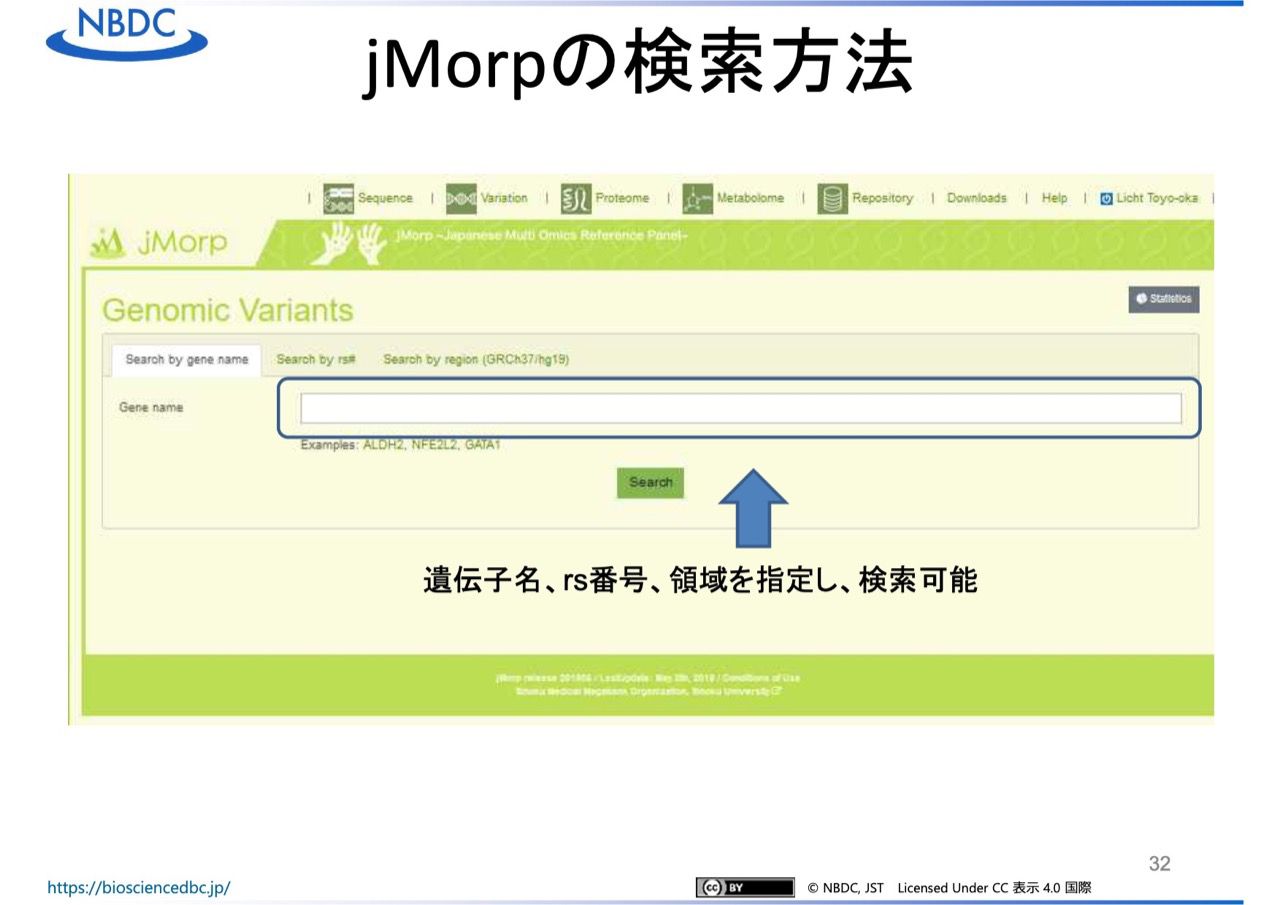 NBDC
jMorpの検索方法
| Sequence | Variation | Proteome | Metabolome | Repository | Downloads | Help | Licht Toyo-oka |
jMorp
jMorp ~Japanese Multi Omics Reference Panel~
Genomic Variants
Statistics
Search by gene name Search by rs# Search by region (GRCh37/hg19)
Gene name
Examples: ALDH2, NFE2L2, GATA1
Search
遺伝子名、rs番号、領域を指定し、検索可能
jMorp release 201905 / LastUpdate: May 2019 / Conditions of Use
Tohoku Medical Megabank Organization, Tohoku University
32
https://biosciencedbc.jp/
CC BY © NBDC, JST Licensed Under CC 表示 4.0 国際